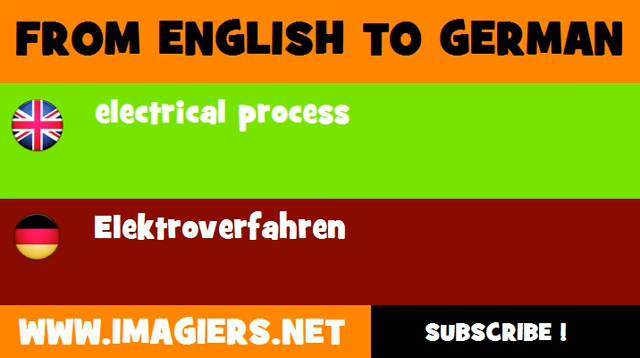 FROM ENGLISH TO GERMAN
electrical process
Elektroverfahren
WWW.IMAGIERS.NET
SUBSCRIBE !